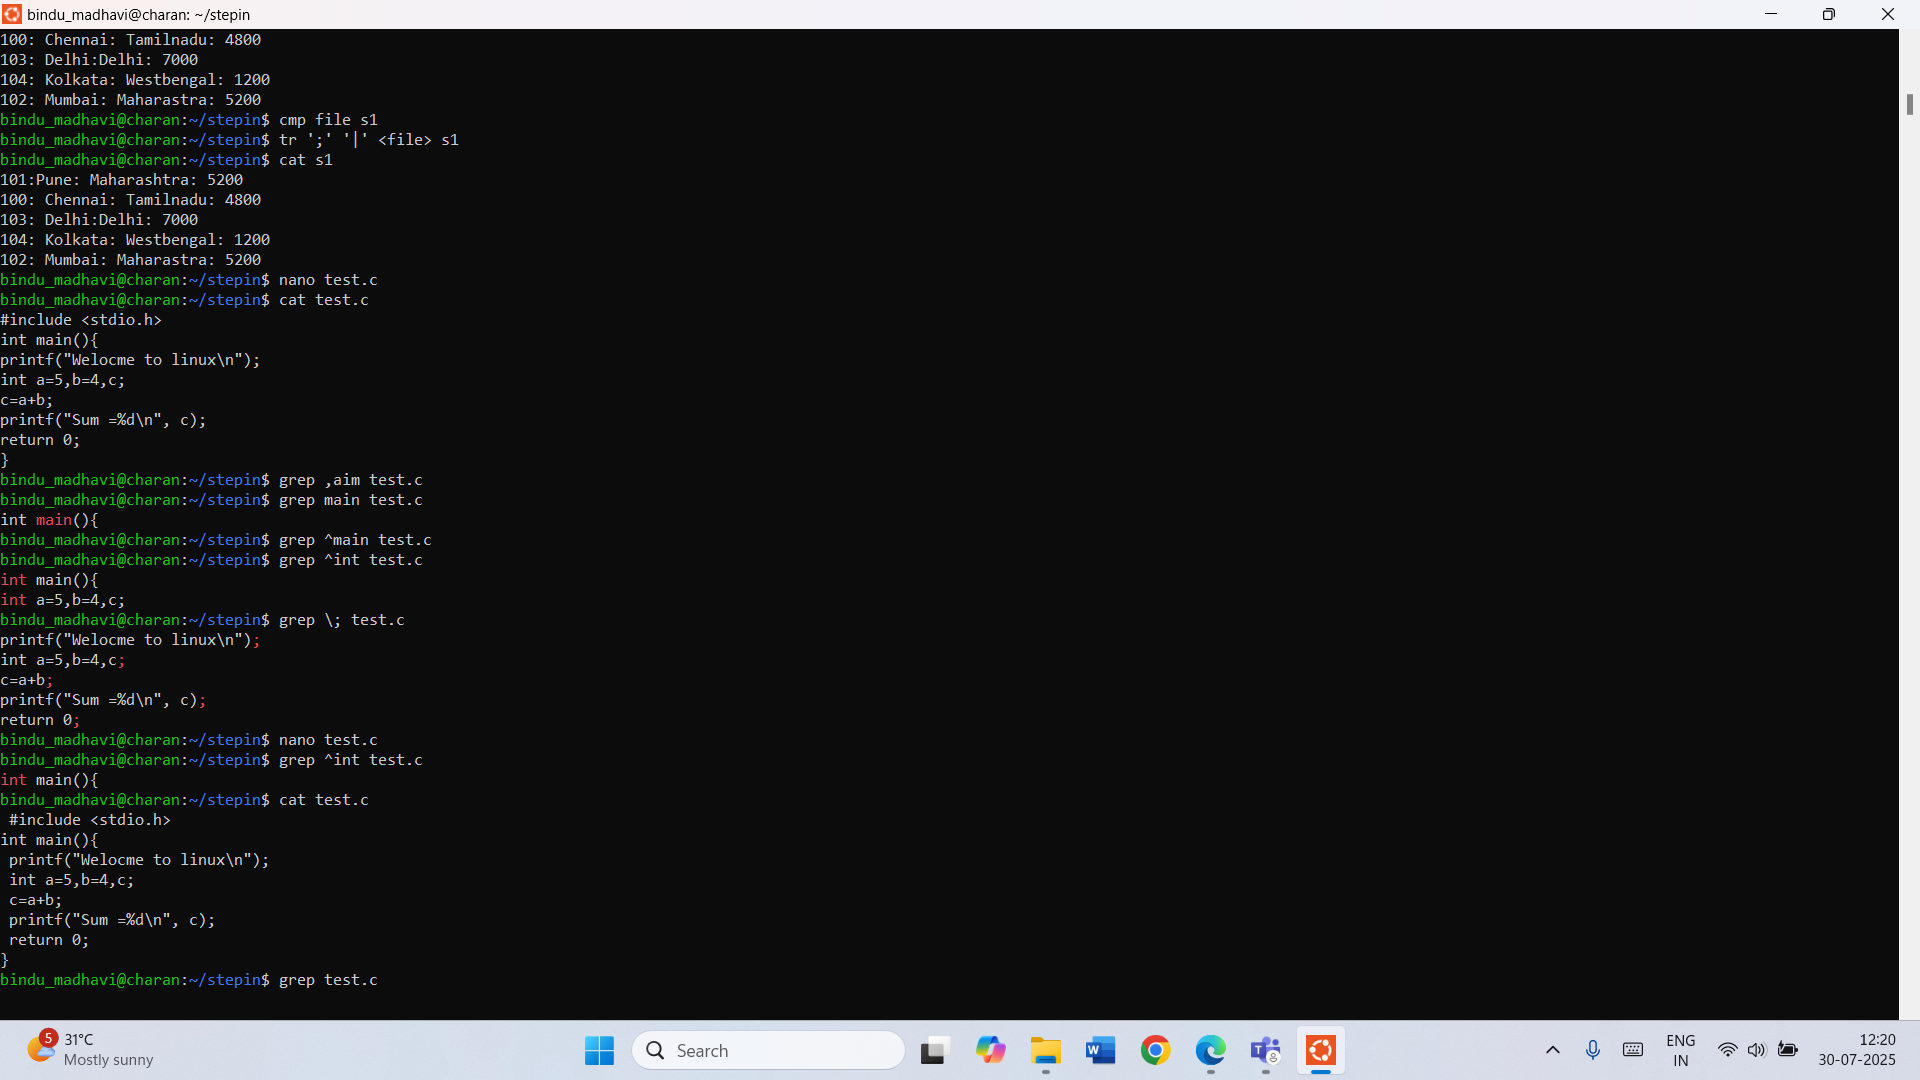 bindu_madhavi@charan: ~/stepin
100: Chennai: Tamilnadu: 4800
103: Delhi:Delhi: 7000
104: Kolkata: Westbengal: 1200
102: Mumbai: Maharastra: 5200
bindu_madhavi@charan:~/stepin$ cmp file s1
bindu_madhavi@charan:~/stepin$ tr ';' '|' <file> s1
bindu_madhavi@charan:~/stepin$ cat s1
101:Pune: Maharashtra: 5200
100: Chennai: Tamilnadu: 4800
103: Delhi:Delhi: 7000
104: Kolkata: Westbengal: 1200
102: Mumbai: Maharastra: 5200
bindu_madhavi@charan:~/stepin$ nano test.c
bindu_madhavi@charan:~/stepin$ cat test.c
#include <stdio.h>
int main(){
printf("Welocme to linux\n");
int a=5,b=4,c;
c=a+b;
printf("Sum =%d\n", c);
return 0;
}
bindu_madhavi@charan:~/stepin$ grep ,aim test.c
bindu_madhavi@charan:~/stepin$ grep main test.c
int main(){
bindu_madhavi@charan:~/stepin$ grep ^main test.c
bindu_madhavi@charan:~/stepin$ grep ^int test.c
int main(){
int a=5,b=4,c;
bindu_madhavi@charan:~/stepin$ grep \; test.c
printf("Welocme to linux\n");
int a=5,b=4,c;
c=a+b;
printf("Sum =%d\n", c);
return 0;
bindu_madhavi@charan:~/stepin$ nano test.c
bindu_madhavi@charan:~/stepin$ grep ^int test.c
int main(){
bindu_madhavi@charan:~/stepin$ cat test.c
 #include <stdio.h>
int main(){
 printf("Welocme to linux\n");
 int a=5,b=4,c;
 c=a+b;
 printf("Sum =%d\n", c);
 return 0;
}
bindu_madhavi@charan:~/stepin$ grep test.c
5
31°C
Mostly sunny
Search
ENG
IN
12:20
30-07-2025